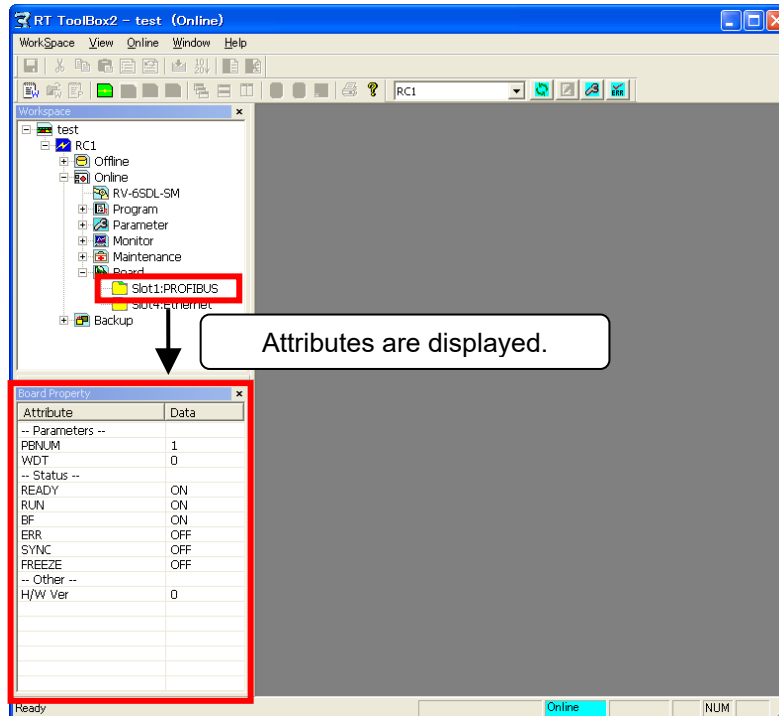 RT ToolBox2 - test (Online)
WorkSpace View Online Window Help
RC1
Workspace
test
RC1
Offline
Online
RV-6SDL-SM
Program
Parameter
Monitor
Maintenance
Board
Slot1:PROFIBUS
Slot4:Ethernet
Backup
Attributes are displayed.
Board Property
Attribute Data
-- Parameters --
PBNUM 1
WDT 0
-- Status --
READY ON
RUN ON
BF ON
ERR OFF
SYNC OFF
FREEZE OFF
-- Other --
H/W Ver 0
Ready Online NUM